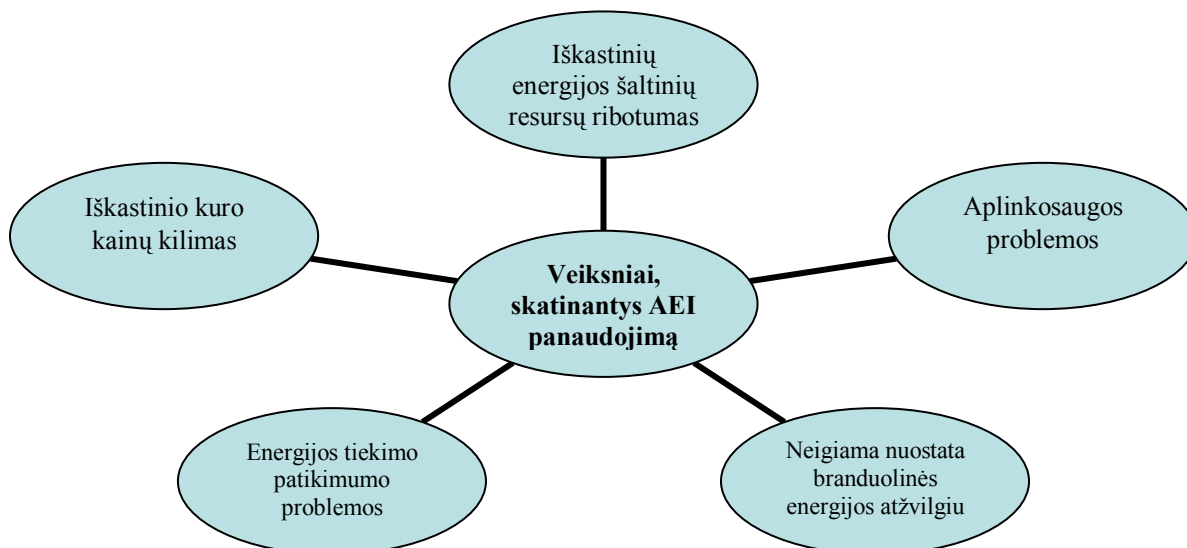 Iškastinių
energijos šaltinių
resursų ribotumas
Iškastinio kuro
kainų kilimas
Aplinkosaugos
problemos
Veiksniai,
skatinantys AEI
panaudojimą
Energijos tiekimo
patikimumo
problemos
Neigiama nuostata
branduolinės
energijos atžvilgiu